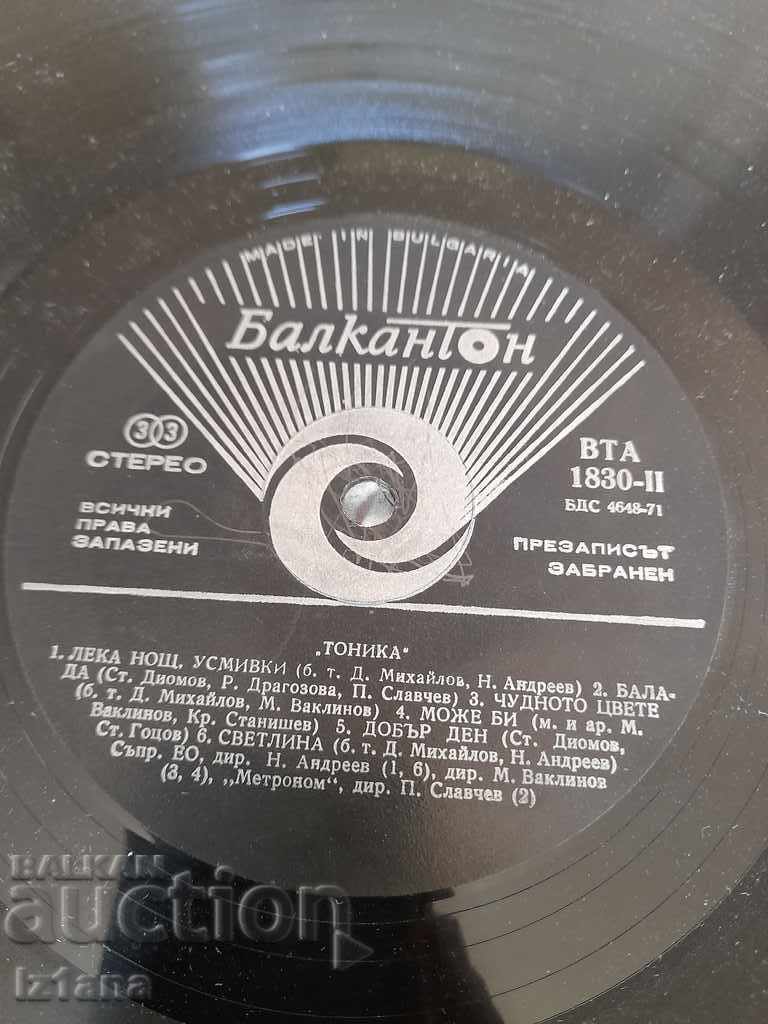 MADE IN BULGARIA
Балкантон
33
СТЕРЕО
ВТА
1830-II
БДС 4648-71
ВСИЧКИ
ПРАВА
ЗАПАЗЕНИ
ПРЕЗАПИСЪТ
ЗАБРАНЕН
„ТОНИКА"
1. ЛЕКА НОЩ, УСМИВКИ (б. т. Д. Михайлов, Н. Андреев) 2. БАЛА-
ДА (Ст. Диомов, Р. Драгозова, П. Славчев) 3. ЧУДНОТО ЦВЕТЕ
(б. т. Д. Михайлов, М. Ваклинов) 4. МОЖЕ БИ (м. и ар. М.
Ваклинов, Кр. Станишев) 5. ДОБЪР ДЕН (Ст. Диомов,
Ст. Гоцов) 6. СВЕТЛИНА (б. т. Д. Михайлов, Н. Андреев)
Съпр. ЕО, дир. Н. Андреев (1, 6), дир. М. Ваклинов
(3, 4), „Метроном", дир. П. Славчев (2)
BALKAN
auction
iz1ana